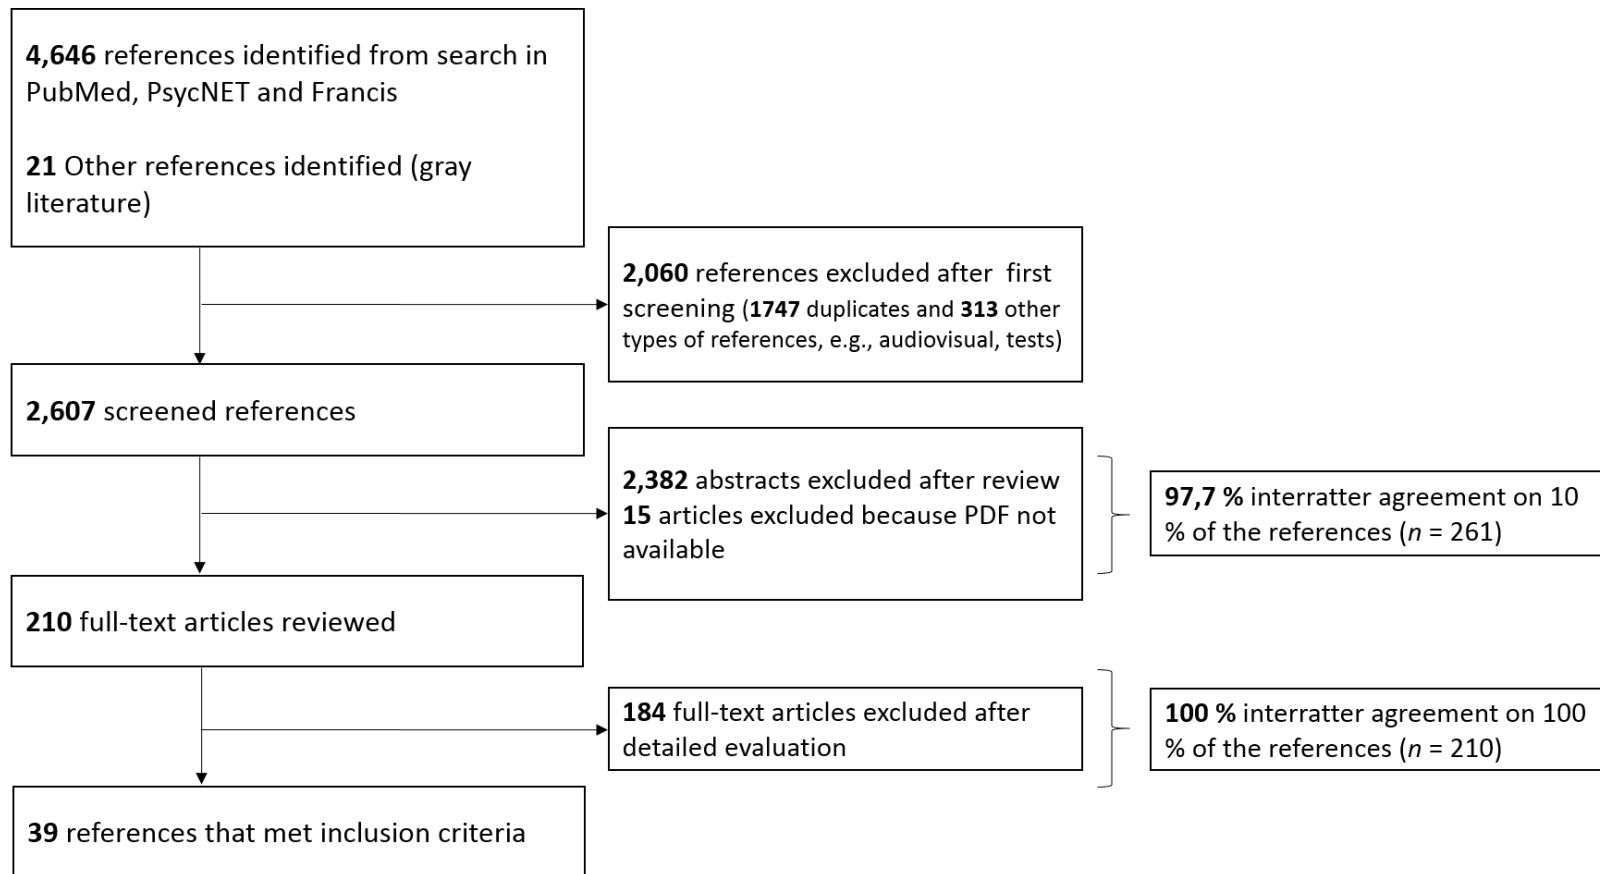 4,646 references identified from search in
PubMed, PsycNET and Francis
21 Other references identified (gray
literature)
2,060 references excluded after first
screening (1747 duplicates and 313 other
types of references, e.g., audiovisual, tests)
2,607 screened references
2,382 abstracts excluded after review
15 articles excluded because PDF not
available
97,7 % interratter agreement on 10
% of the references (n = 261)
210 full-text articles reviewed
184 full-text articles excluded after
detailed evaluation
100 % interratter agreement on 100
% of the references (n = 210)
39 references that met inclusion criteria